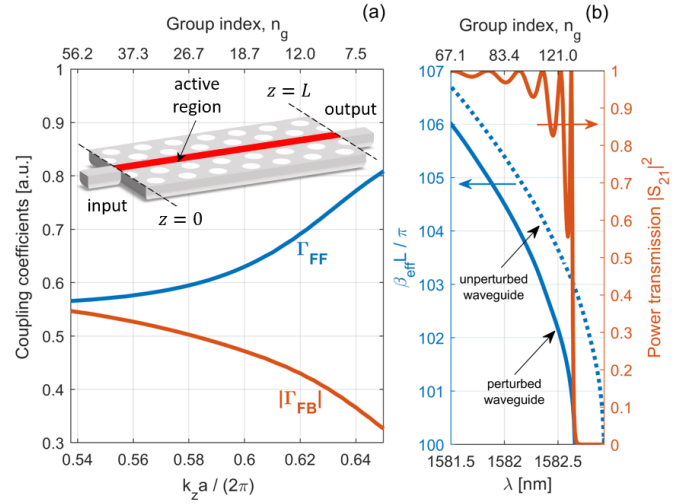 Group index, n_g (a)
56.2 37.3 26.7 18.7 12.0 7.5
1
0.9
0.8
0.7
0.6
0.5
0.4
0.3
Coupling coefficients [a.u.]
active
region
z = L
output
input
z = 0
Γ_FF
|Γ_FB|
0.54 0.56 0.58 0.6 0.62 0.64
k_z a / (2π)
Group index, n_g (b)
67.1 83.4 121.0
107
106
105
104
103
102
101
100
β_eff L / π
unperturbed
waveguide
perturbed
waveguide
1
0.9
0.8
0.7
0.6
0.5
0.4
0.3
0.2
0.1
0
Power transmission |S_21|^2
1581.5 1582 1582.5
λ [nm]